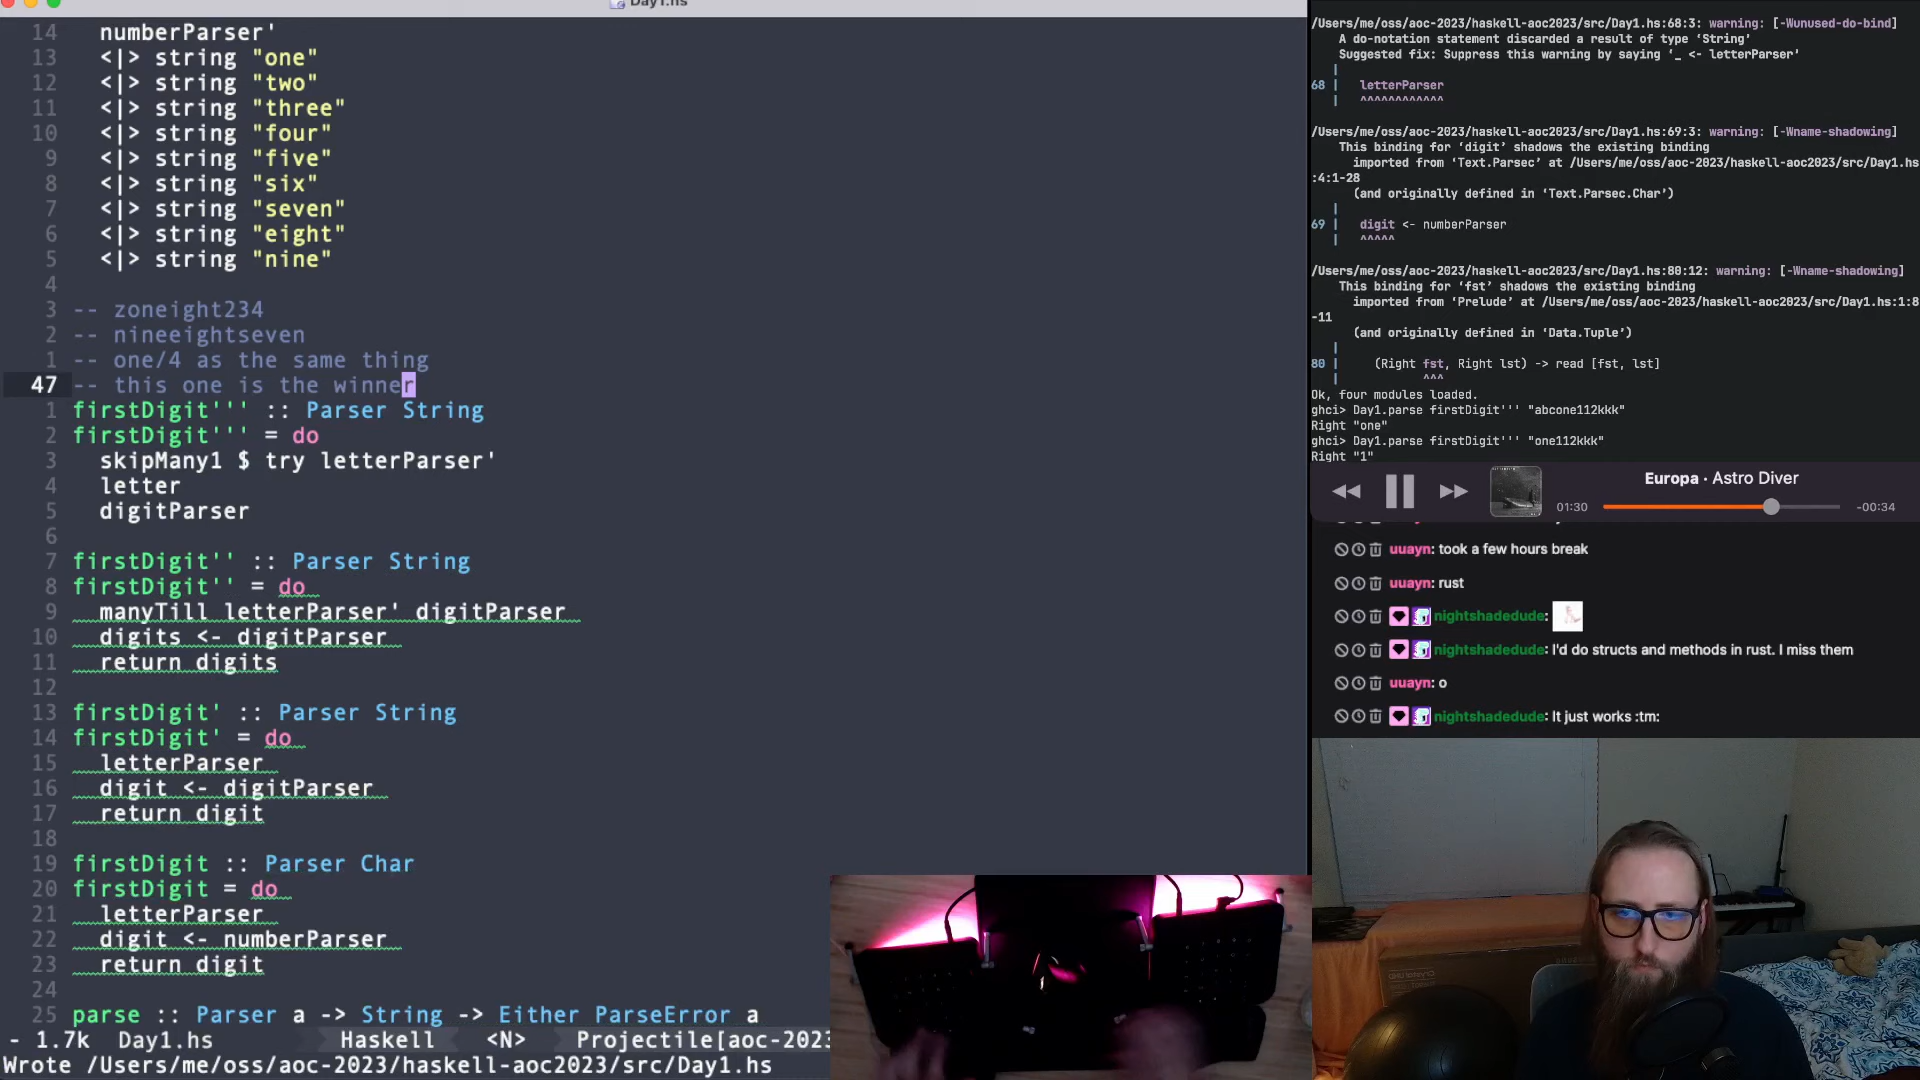 Day1.hs
14 numberParser'
13 <|> string "one"
12 <|> string "two"
11 <|> string "three"
10 <|> string "four"
9 <|> string "five"
8 <|> string "six"
7 <|> string "seven"
6 <|> string "eight"
5 <|> string "nine"
4
3 -- zoneight234
2 -- nineeightseven
1 -- one/4 as the same thing
47 -- this one is the winner
1 firstDigit''' :: Parser String
2 firstDigit''' = do
3 skipMany1 $ try letterParser'
4 letter
5 digitParser
6
7 firstDigit'' :: Parser String
8 firstDigit'' = do
9 manyTill letterParser' digitParser
10 digits <- digitParser
11 return digits
12
13 firstDigit' :: Parser String
14 firstDigit' = do
15 letterParser
16 digit <- digitParser
17 return digit
18
19 firstDigit :: Parser Char
20 firstDigit = do
21 letterParser
22 digit <- numberParser
23 return digit
24
25 parse :: Parser a -> String -> Either ParseError a
- 1.7k Day1.hs Haskell <N> Projectile[aoc-2023
Wrote /Users/me/oss/aoc-2023/haskell-aoc2023/src/Day1.hs
/Users/me/oss/aoc-2023/haskell-aoc2023/src/Day1.hs:68:3: warning: [-Wunused-do-bind]
A do-notation statement discarded a result of type ‘String’
Suggested fix: Suppress this warning by saying ‘_ <- letterParser’
|
68 | letterParser
| ^^^^^^^^^^^^
/Users/me/oss/aoc-2023/haskell-aoc2023/src/Day1.hs:69:3: warning: [-Wname-shadowing]
This binding for ‘digit’ shadows the existing binding
imported from ‘Text.Parsec’ at /Users/me/oss/aoc-2023/haskell-aoc2023/src/Day1.hs
:4:1-28
(and originally defined in ‘Text.Parsec.Char’)
|
69 | digit <- numberParser
| ^^^^^
/Users/me/oss/aoc-2023/haskell-aoc2023/src/Day1.hs:80:12: warning: [-Wname-shadowing]
This binding for ‘fst’ shadows the existing binding
imported from ‘Prelude’ at /Users/me/oss/aoc-2023/haskell-aoc2023/src/Day1.hs:1:8
-11
(and originally defined in ‘Data.Tuple’)
|
80 | (Right fst, Right lst) -> read [fst, lst]
| ^^^
Ok, four modules loaded.
ghci> Day1.parse firstDigit''' "abcone112kkk"
Right "one"
ghci> Day1.parse firstDigit''' "one112kkk"
Right "1"
Europa · Astro Diver
01:30 -00:34
uuayn: took a few hours break
uuayn: rust
nightshadedude:
nightshadedude: I'd do structs and methods in rust. I miss them
uuayn: o
nightshadedude: It just works :tm: